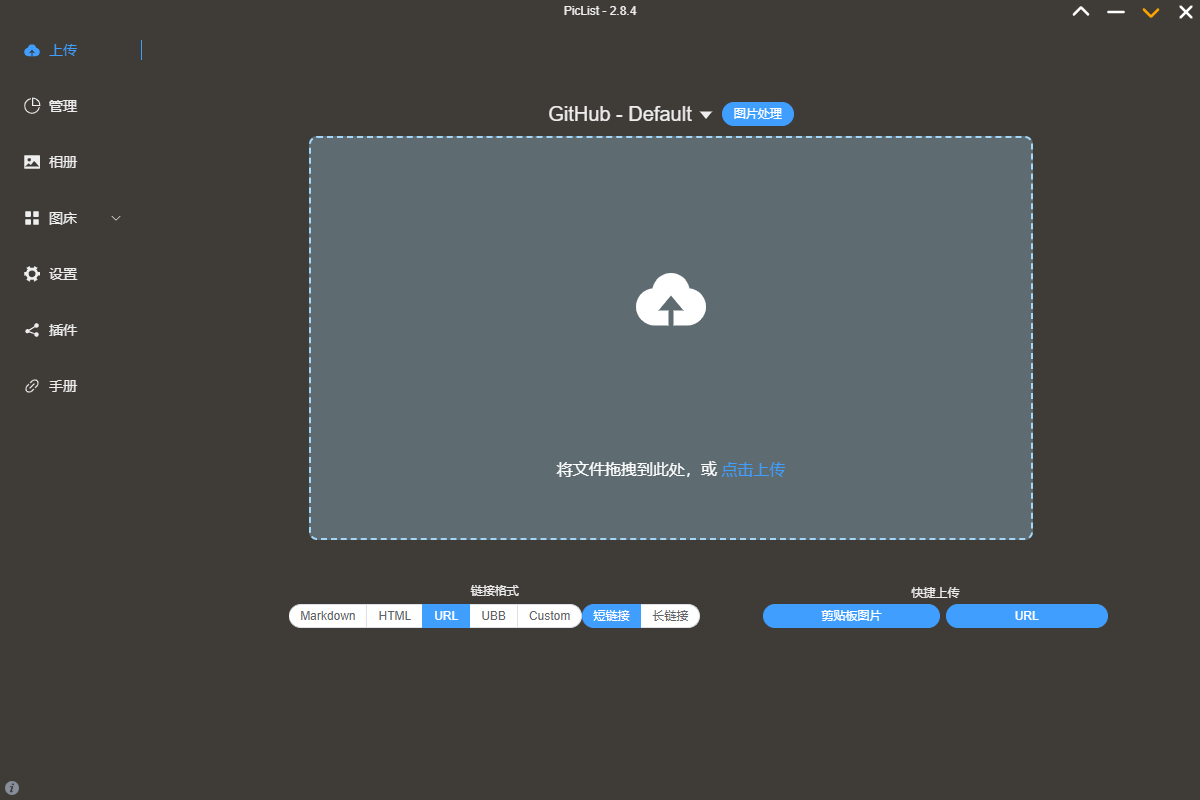 PicList - 2.8.4
上传
管理
相册
图床
设置
插件
手册
GitHub - Default
图片处理
将文件拖拽到此处，或 点击上传
链接格式
Markdown HTML URL UBB Custom 短链接 长链接
快捷上传
剪贴板图片 URL